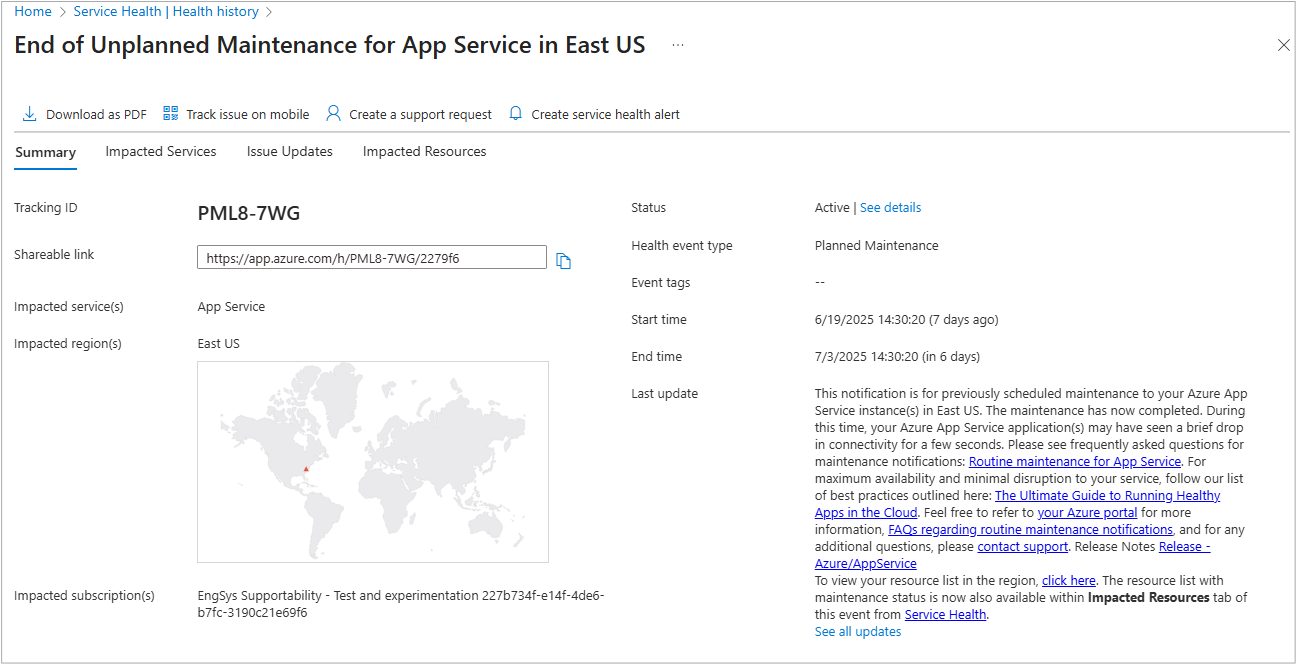 Home > Service Health | Health history >
End of Unplanned Maintenance for App Service in East US ...
Download as PDF Track issue on mobile Create a support request Create service health alert
Summary Impacted Services Issue Updates Impacted Resources
Tracking ID
PML8-7WG
Shareable link
https://app.azure.com/h/PML8-7WG/2279f6
Impacted service(s)
App Service
Impacted region(s)
East US
Impacted subscription(s)
EngSys Supportability - Test and experimentation 227b734f-e14f-4de6-
b7fc-3190c21e69f6
Status
Active | See details
Health event type
Planned Maintenance
Event tags
--
Start time
6/19/2025 14:30:20 (7 days ago)
End time
7/3/2025 14:30:20 (in 6 days)
Last update
This notification is for previously scheduled maintenance to your Azure App
Service instance(s) in East US. The maintenance has now completed. During
this time, your Azure App Service application(s) may have seen a brief drop
in connectivity for a few seconds. Please see frequently asked questions for
maintenance notifications: Routine maintenance for App Service. For
maximum availability and minimal disruption to your service, follow our list
of best practices outlined here: The Ultimate Guide to Running Healthy
Apps in the Cloud. Feel free to refer to your Azure portal for more
information, FAQs regarding routine maintenance notifications, and for any
additional questions, please contact support. Release Notes Release -
Azure/AppService
To view your resource list in the region, click here. The resource list with
maintenance status is now also available within Impacted Resources tab of
this event from Service Health.
See all updates